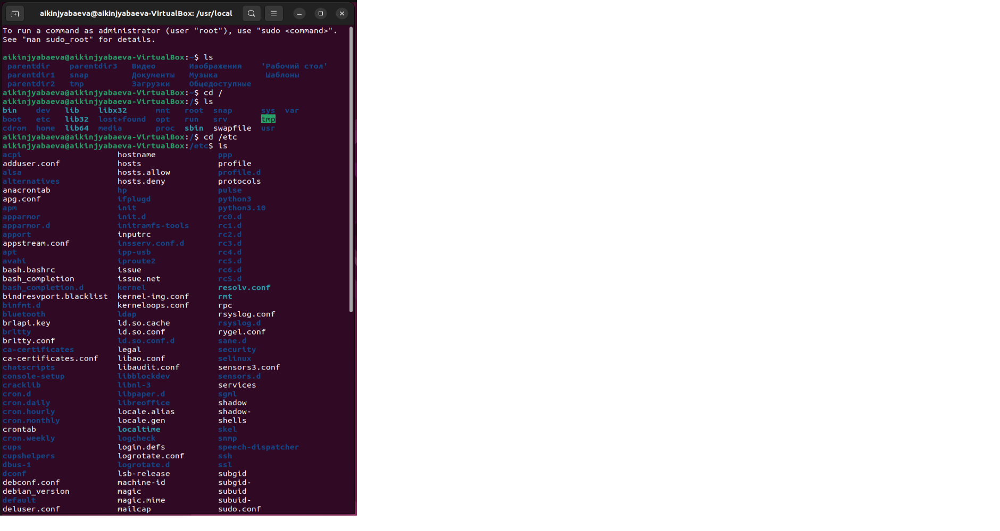 aikinjyabaeva@aikinjyabaeva-VirtualBox: /usr/local
To run a command as administrator (user "root"), use "sudo <command>".
See "man sudo_root" for details.
aikinjyabaeva@aikinjyabaeva-VirtualBox:~$ ls
parentdir parentdir3 Видео Изображения 'Рабочий стол'
parentdir1 snap Документы Музыка Шаблоны
parentdir2 tmp Загрузки Общедоступные
aikinjyabaeva@aikinjyabaeva-VirtualBox:~$ cd /
aikinjyabaeva@aikinjyabaeva-VirtualBox:/$ ls
bin dev lib libx32 mnt root snap sys var
boot etc lib32 lost+found opt run srv tmp
cdrom home lib64 media proc sbin swapfile usr
aikinjyabaeva@aikinjyabaeva-VirtualBox:/$ cd /etc
aikinjyabaeva@aikinjyabaeva-VirtualBox:/etc$ ls
acpi hostname ppp
adduser.conf hosts profile
alsa hosts.allow profile.d
alternatives hosts.deny protocols
anacrontab hp pulse
apg.conf ifplugd python3
apm init python3.10
apparmor init.d rc0.d
apparmor.d initramfs-tools rc1.d
apport inputrc rc2.d
appstream.conf insserv.conf.d rc3.d
apt ipp-usb rc4.d
avahi iproute2 rc5.d
bash.bashrc issue rc6.d
bash_completion issue.net rcS.d
bash_completion.d kernel resolv.conf
bindresvport.blacklist kernel-img.conf rmt
binfmt.d kerneloops.conf rpc
bluetooth ldap rsyslog.conf
brlapi.key ld.so.cache rsyslog.d
brltty ld.so.conf rygel.conf
brltty.conf ld.so.conf.d sane.d
ca-certificates legal security
ca-certificates.conf libao.conf selinux
chatscripts libaudit.conf sensors3.conf
console-setup libblockdev sensors.d
cracklib libnl-3 services
cron.d libpaper.d sgml
cron.daily libreoffice shadow
cron.hourly locale.alias shadow-
cron.monthly locale.gen shells
crontab localtime skel
cron.weekly logcheck snmp
cups login.defs speech-dispatcher
cupshelpers logrotate.conf ssh
dbus-1 logrotate.d ssl
dconf lsb-release subgid
debconf.conf machine-id subgid-
debian_version magic subuid
default magic.mime subuid-
deluser.conf mailcap sudo.conf